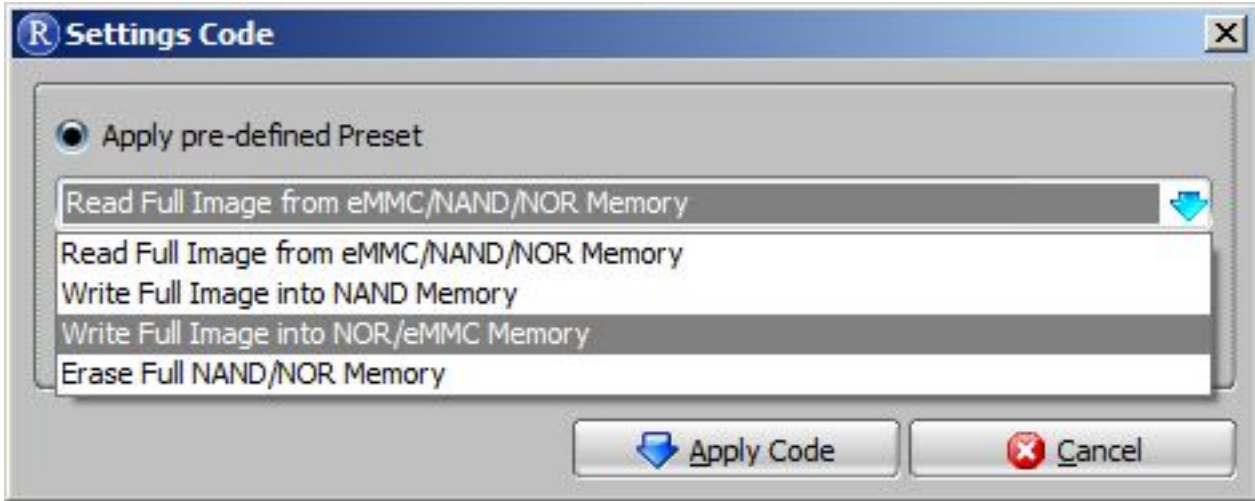 R Settings Code
Apply pre-defined Preset
Read Full Image from eMMC/NAND/NOR Memory
Read Full Image from eMMC/NAND/NOR Memory
Write Full Image into NAND Memory
Write Full Image into NOR/eMMC Memory
Erase Full NAND/NOR Memory
Apply Code Cancel